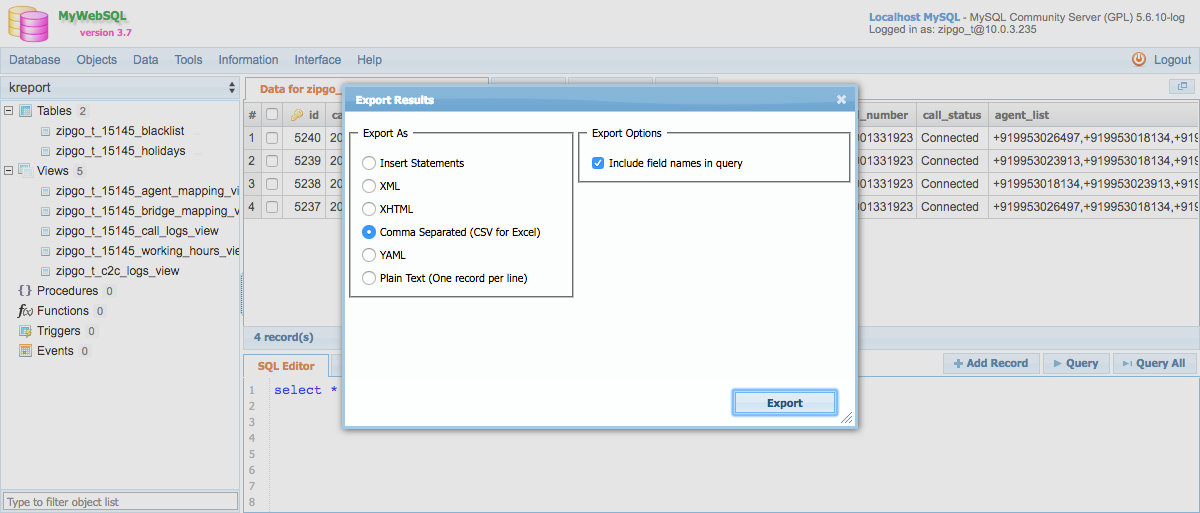 MyWebSQL
version 3.7
Localhost MySQL - MySQL Community Server (GPL) 5.6.10-log
Logged in as: zipgo_t@10.0.3.235
Database Objects Data Tools Information Interface Help Logout
kreport
Tables 2
zipgo_t_15145_blacklist
zipgo_t_15145_holidays
Views 5
zipgo_t_15145_agent_mapping_vi
zipgo_t_15145_bridge_mapping_v
zipgo_t_15145_call_logs_view
zipgo_t_15145_working_hours_vie
zipgo_t_c2c_logs_view
{} Procedures 0
f(x) Functions 0
Triggers 0
Events 0
Type to filter object list
Data for zipgo_
# id ca _number call_status agent_list
1 5240 20 01331923 Connected +919953026497,+919953018134,+919
2 5239 20 01331923 Connected +919953023913,+919953018134,+919
3 5238 20 01331923 Connected +919953018134,+919953023913,+919
4 5237 20 01331923 Connected +919953026497,+919953018134,+919
Export Results
Export As
Insert Statements
XML
XHTML
Comma Separated (CSV for Excel)
YAML
Plain Text (One record per line)
Export Options
Include field names in query
Export
4 record(s)
Add Record Query Query All
SQL Editor
1 select *
2
3
4
5
6
7
8